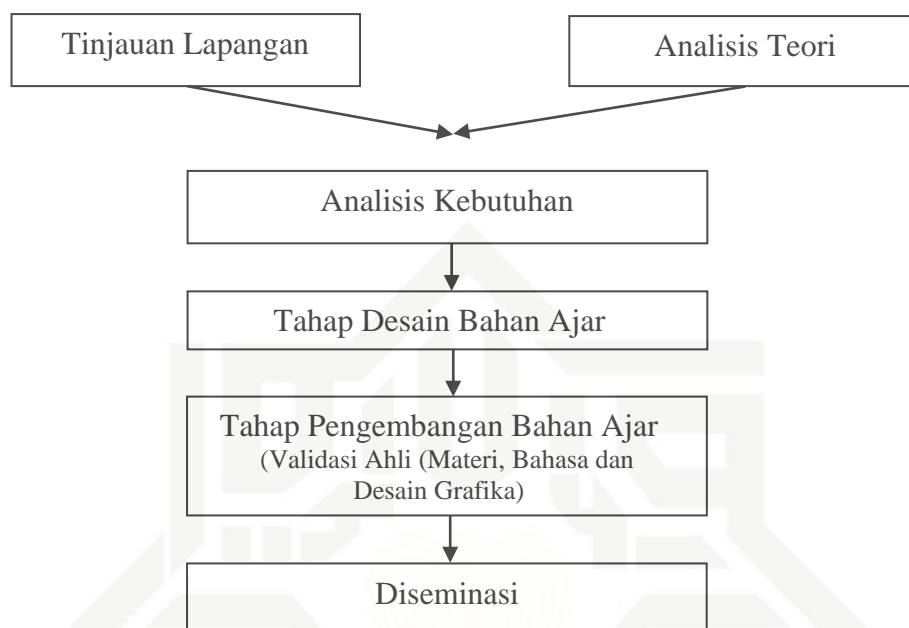 Tinjauan Lapangan
Analisis Teori
Analisis Kebutuhan
Tahap Desain Bahan Ajar
Tahap Pengembangan Bahan Ajar
(Validasi Ahli (Materi, Bahasa dan
Desain Grafika)
Diseminasi